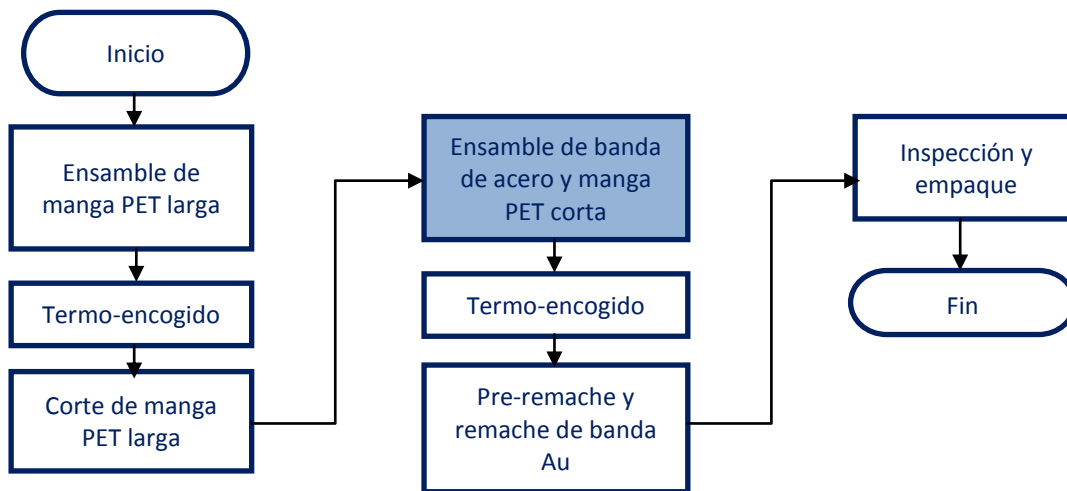 Inicio
Ensamble de
manga PET larga
Termo-encogido
Corte de manga
PET larga
Ensamble de banda
de acero y manga
PET corta
Termo-encogido
Pre-remache y
remache de banda
Au
Inspección y
empaque
Fin